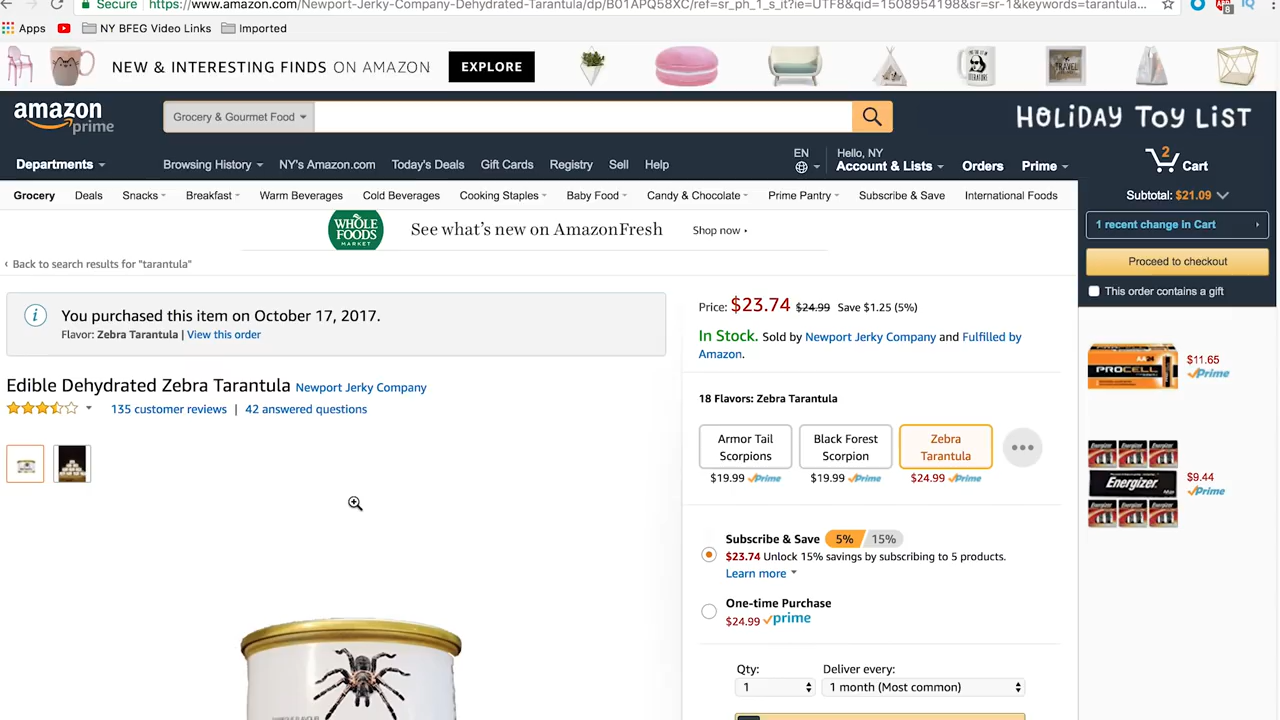 Secure https://www.amazon.com/Newport-Jerky-Company-Dehydrated-Tarantula/dp/B01APQ58XC/ref=sr_ph_1_s_it?ie=UTF8&qid=1508954198&sr=sr-1&keywords=tarantula...
Apps NY BFEG Video Links Imported
NEW & INTERESTING FINDS ON AMAZON EXPLORE
amazon prime
Grocery & Gourmet Food
HOLIDAY TOY LIST
Departments Browsing History NY's Amazon.com Today's Deals Gift Cards Registry Sell Help
EN
Hello, NY
Account & Lists Orders Prime
2
Cart
Grocery Deals Snacks Breakfast Warm Beverages Cold Beverages Cooking Staples Baby Food Candy & Chocolate Prime Pantry Subscribe & Save International Foods
Subtotal: $21.09
1 recent change in Cart
Proceed to checkout
This order contains a gift
WHOLE
FOODS
MARKET
See what's new on AmazonFresh Shop now
‹ Back to search results for "tarantula"
You purchased this item on October 17, 2017.
Flavor: Zebra Tarantula | View this order
Edible Dehydrated Zebra Tarantula Newport Jerky Company
135 customer reviews | 42 answered questions
Price: $23.74 $24.99 Save $1.25 (5%)
In Stock. Sold by Newport Jerky Company and Fulfilled by
Amazon.
18 Flavors: Zebra Tarantula
Armor Tail
Scorpions
$19.99 Prime
Black Forest
Scorpion
$19.99 Prime
Zebra
Tarantula
$24.99 Prime
Subscribe & Save 5% 15%
$23.74 Unlock 15% savings by subscribing to 5 products.
Learn more
One-time Purchase
$24.99 prime
Qty: Deliver every:
1 1 month (Most common)
PROCELL
$11.65
Prime
Energizer
$9.44
Prime